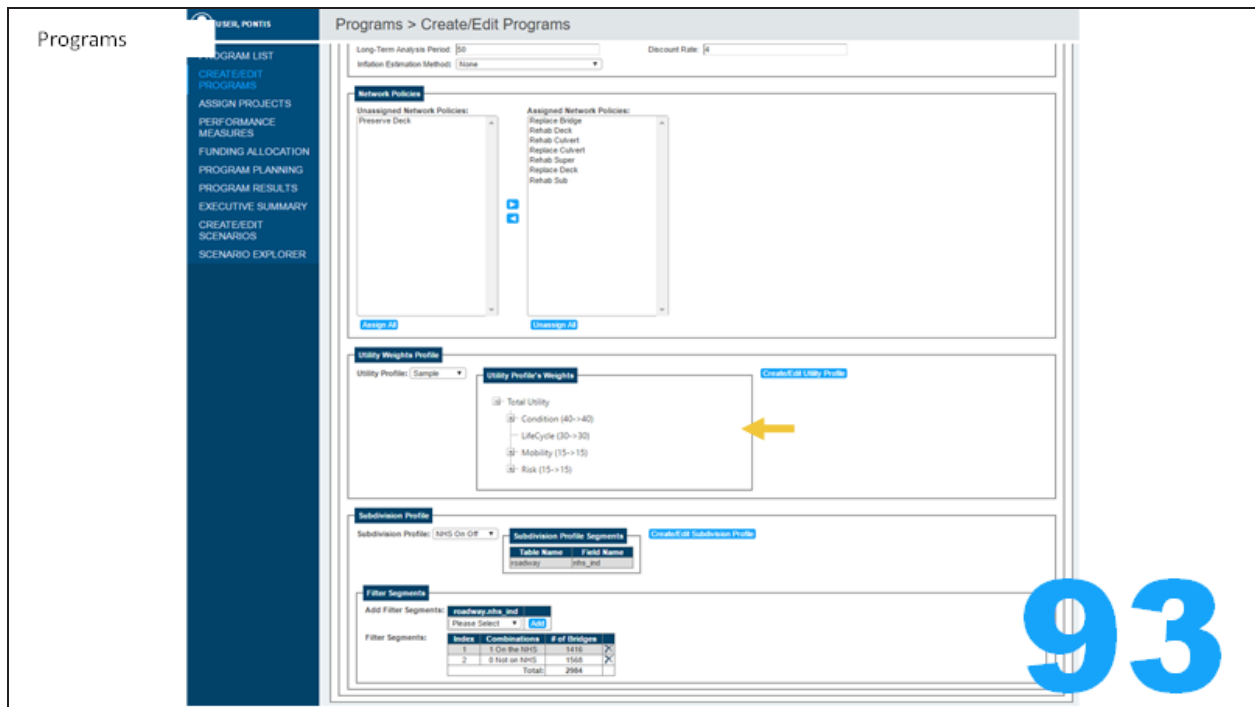 Programs
USER, PONTIS
Programs > Create/Edit Programs
PROGRAM LIST
CREATE/EDIT
PROGRAMS
ASSIGN PROJECTS
PERFORMANCE
MEASURES
FUNDING ALLOCATION
PROGRAM PLANNING
PROGRAM RESULTS
EXECUTIVE SUMMARY
CREATE/EDIT
SCENARIOS
SCENARIO EXPLORER
Long-Term Analysis Period: 50 Discount Rate: 4
Inflation Estimation Method: None
Network Policies
Unassigned Network Policies: Assigned Network Policies:
Preserve Deck
Replace Bridge
Rehab Deck
Rehab Culvert
Replace Culvert
Rehab Super
Replace Deck
Rehab Sub
Assign All Unassign All
Utility Weights Profile
Utility Profile: Sample
Utility Profile's Weights
Create/Edit Utility Profile
Total Utility
Condition (40->40)
LifeCycle (30->30)
Mobility (15->15)
Risk (15->15)
Subdivision Profile
Subdivision Profile: NHS On Off
Subdivision Profile Segments
Create/Edit Subdivision Profile
Table Name Field Name
roadway nhs_ind
Filter Segments
Add Filter Segments: roadway.nhs_ind
Please Select Add
Filter Segments: Index Combinations # of Bridges
1 1 On the NHS 1416
2 0 Not on NHS 1568
Total: 2984
93